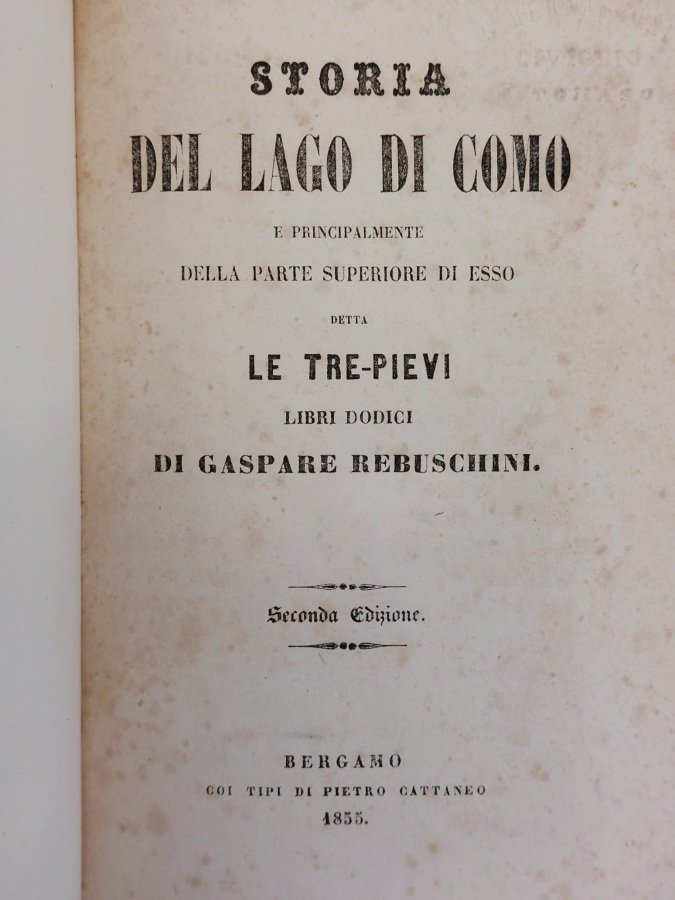 STORIA
DEL LAGO DI COMO
E PRINCIPALMENTE
DELLA PARTE SUPERIORE DI ESSO
DETTA
LE TRE-PIEVI
LIBRI DODICI
DI GASPARE REBUSCHINI.
Seconda Edizione.
BERGAMO
COI TIPI DI PIETRO CATTANEO
1855.